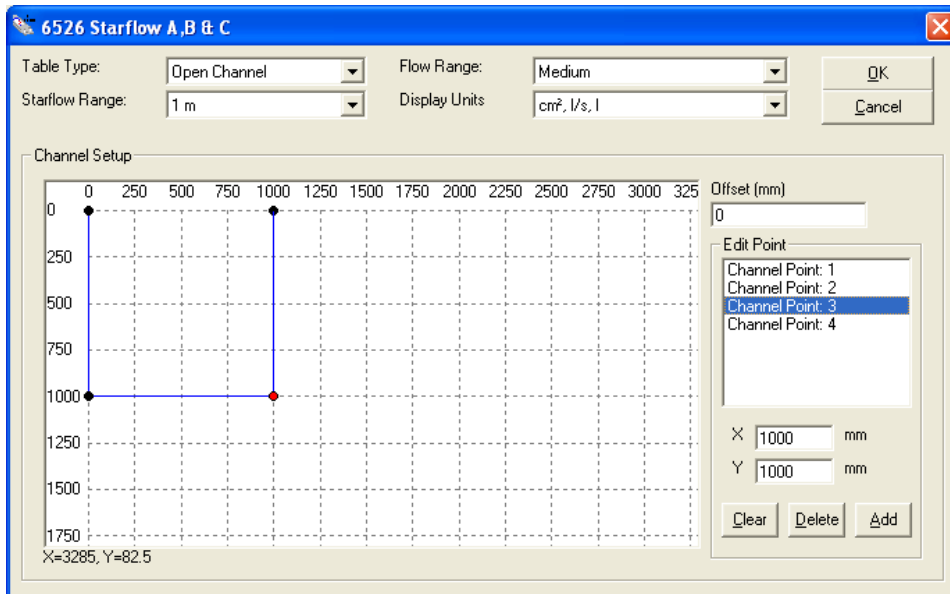 6526 Starflow A,B & C
Table Type: Open Channel Flow Range: Medium OK
Starflow Range: 1 m Display Units cm², l/s, l Cancel
Channel Setup
0 250 500 750 1000 1250 1500 1750 2000 2250 2500 2750 3000 325
0
250
500
750
1000
1250
1500
1750
X=3285, Y=82.5
Offset (mm)
0
Edit Point
Channel Point: 1
Channel Point: 2
Channel Point: 3
Channel Point: 4
X 1000 mm
Y 1000 mm
Clear Delete Add